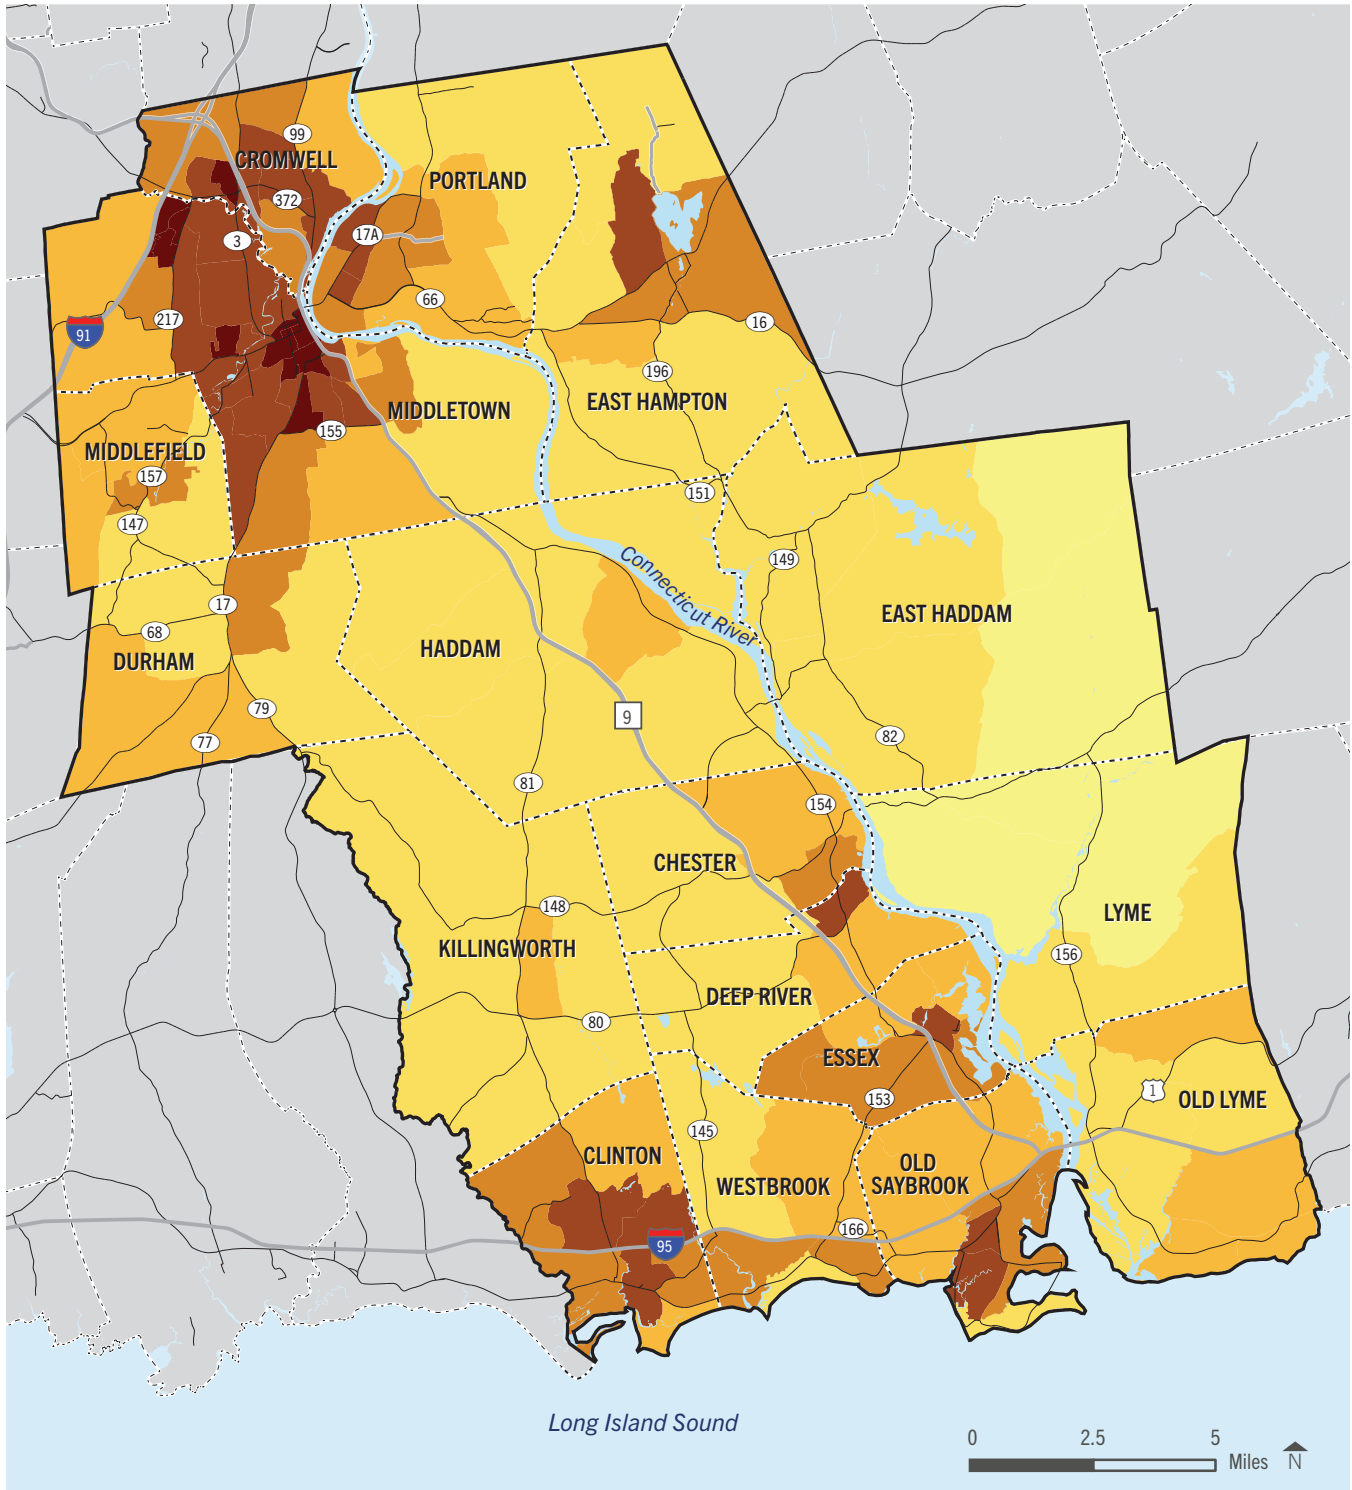 99
CROMWELL
PORTLAND
372
17A
3
66
217
91
16
196
EAST HAMPTON
MIDDLETOWN
155
MIDDLEFIELD
157
151
147
149
Connecticut River
17
EAST HADDAM
68
HADDAM
DURHAM
79
9
82
77
81
154
CHESTER
148
LYME
KILLINGWORTH
156
DEEP RIVER
80
ESSEX
1
OLD LYME
153
145
CLINTON
OLD
SAYBROOK
WESTBROOK
166
95
Long Island Sound
0 2.5 5
Miles N